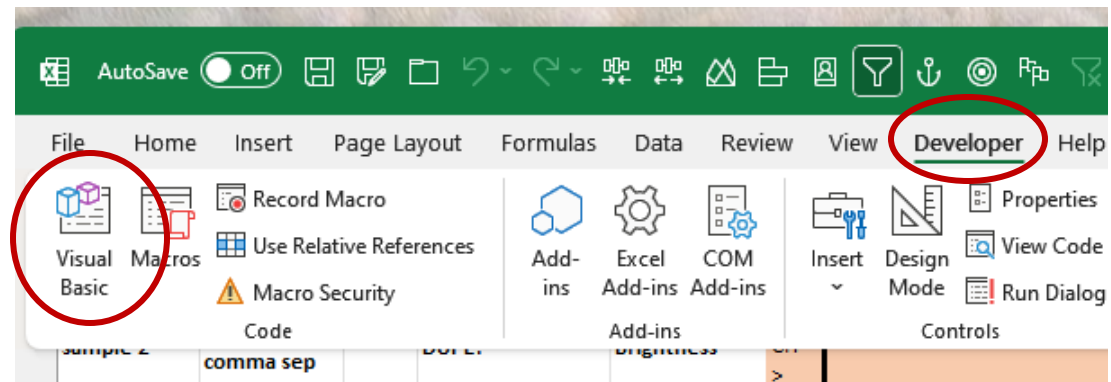 AutoSave Off
File Home Insert Page Layout Formulas Data Review View Developer Help
Visual Basic
Macros
Record Macro
Use Relative References
Macro Security
Code
Add-ins
Excel Add-ins
COM Add-ins
Add-ins
Insert
Design Mode
Properties
View Code
Run Dialog
Controls
comma sep
Brightness
>